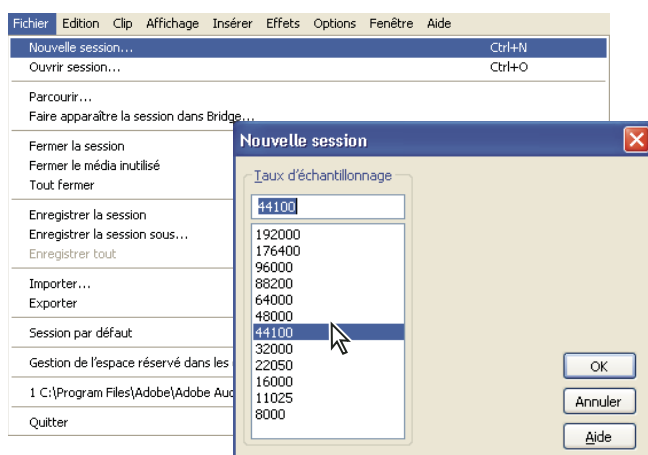 Fichier Edition Clip Affichage Insérer Effets Options Fenêtre Aide
Nouvelle session... Ctrl+N
Ouvrir session... Ctrl+O
Parcourir...
Faire apparaître la session dans Bridge...
Fermer la session
Fermer le média inutilisé
Tout fermer
Enregistrer la session
Enregistrer la session sous...
Enregistrer tout
Importer...
Exporter
Session par défaut
Gestion de l'espace réservé dans les
1 C:\Program Files\Adobe\Adobe Aud
Quitter
Nouvelle session
Taux d'échantillonnage
44100
192000
176400
96000
88200
64000
48000
44100
32000
22050
16000
11025
8000
OK
Annuler
Aide